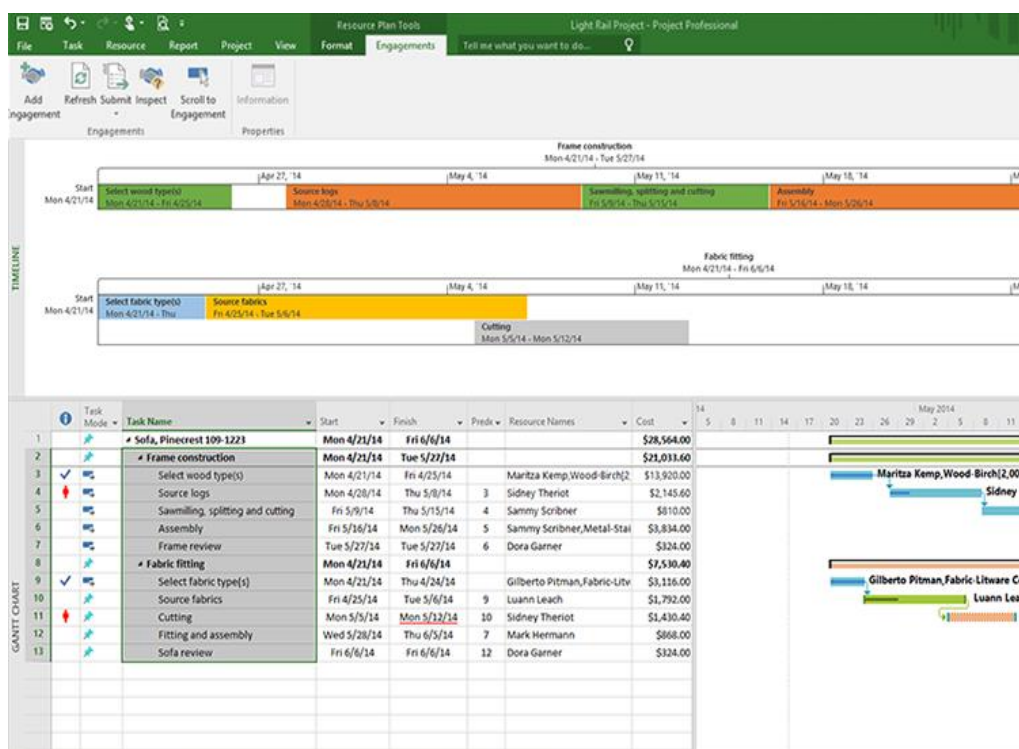 Resource Plan Tools Light Rail Project - Project Professional
File Task Resource Report Project View Format Engagements Tell me what you want to do...
Add Engagement Refresh Submit Inspect Scroll to Engagement Information
Engagements Properties
TIMELINE
Frame construction
Mon 4/21/14 - Tue 5/27/14
Apr 27, '14 May 4, '14 May 11, '14 May 18, '14
Start
Mon 4/21/14
Select wood type(s) Source logs Sawmilling, splitting and cutting Assembly
Mon 4/21/14 - Fri 4/25/14 Mon 4/28/14 - Thu 5/8/14 Fri 5/9/14 - Thu 5/15/14 Fri 5/16/14 - Mon 5/26/14
Fabric fitting
Mon 4/21/14 - Fri 6/6/14
Apr 27, '14 May 4, '14 May 11, '14 May 18, '14
Start
Mon 4/21/14
Select fabric type(s) Source fabrics
Mon 4/21/14 - Thu Fri 4/25/14 - Tue 5/6/14
Cutting
Mon 5/5/14 - Mon 5/12/14
GANTT CHART
Task Mode Task Name Start Finish Prede Resource Names Cost
14 May 2014
5 8 11 14 17 20 23 26 29 2 5 8 11
1 Sofa, Pinecrest 109-1223 Mon 4/21/14 Fri 6/6/14 $28,564.00
2 Frame construction Mon 4/21/14 Tue 5/27/14 $21,033.60
3 Select wood type(s) Mon 4/21/14 Fri 4/25/14 Maritza Kemp,Wood-Birch[2 $13,920.00 Maritza Kemp,Wood-Birch[2,00
4 Source logs Mon 4/28/14 Thu 5/8/14 3 Sidney Theriot $2,145.60 Sidney
5 Sawmilling, splitting and cutting Fri 5/9/14 Thu 5/15/14 4 Sammy Scribner $810.00
6 Assembly Fri 5/16/14 Mon 5/26/14 5 Sammy Scribner,Metal-Stai $3,834.00
7 Frame review Tue 5/27/14 Tue 5/27/14 6 Dora Garner $324.00
8 Fabric fitting Mon 4/21/14 Fri 6/6/14 $7,530.40
9 Select fabric type(s) Mon 4/21/14 Thu 4/24/14 Gilberto Pitman,Fabric-Litw $3,116.00 Gilberto Pitman,Fabric-Litware C
10 Source fabrics Fri 4/25/14 Tue 5/6/14 9 Luann Leach $1,792.00 Luann Lea
11 Cutting Mon 5/5/14 Mon 5/12/14 10 Sidney Theriot $1,430.40
12 Fitting and assembly Wed 5/28/14 Thu 6/5/14 7 Mark Hermann $868.00
13 Sofa review Fri 6/6/14 Fri 6/6/14 12 Dora Garner $324.00